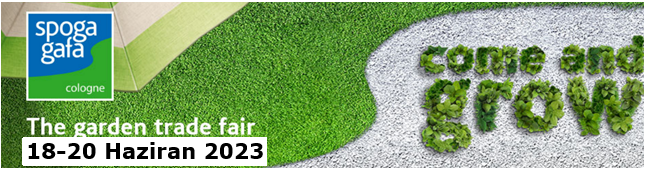 spoga
gafa
cologne
The garden trade fair
18-20 Haziran 2023
come and
grow